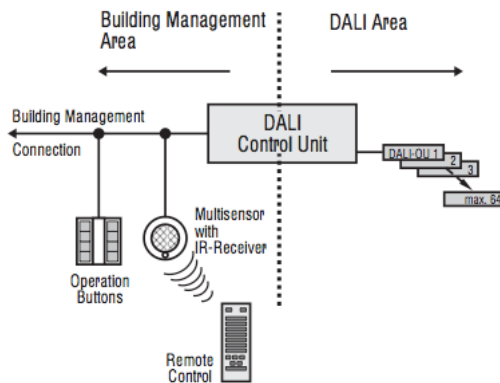 Building Management
Area
DALI Area
Building Management
Connection
DALI
Control Unit
DALI-OU 1
2
3
max. 64
Multisensor
with
IR-Receiver
Operation
Buttons
Remote
Control